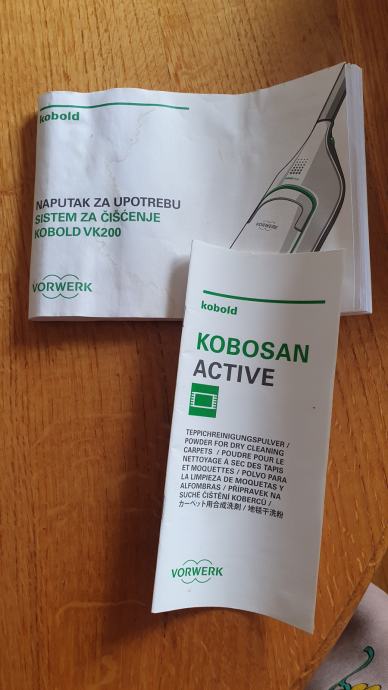 kobold
NAPUTAK ZA UPOTREBU
SISTEM ZA ČIŠĆENJE
KOBOLD VK200
VORWERK
kobold
KOBOSAN
ACTIVE
TEPPICHREINIGUNGSPULVER /
POWDER FOR DRY CLEANING
CARPETS / POUDRE POUR LE
NETTOYAGE À SEC DES TAPIS
ET MOQUETTES / POLVO PARA
LA LIMPIEZA DE MOQUETAS Y
ALFOMBRAS / PŘÍPRAVEK NA
SUCHÉ ČIŠTĚNÍ KOBERCŮ /
カーペット用合成洗剤 / 地毯干洗粉
VORWERK